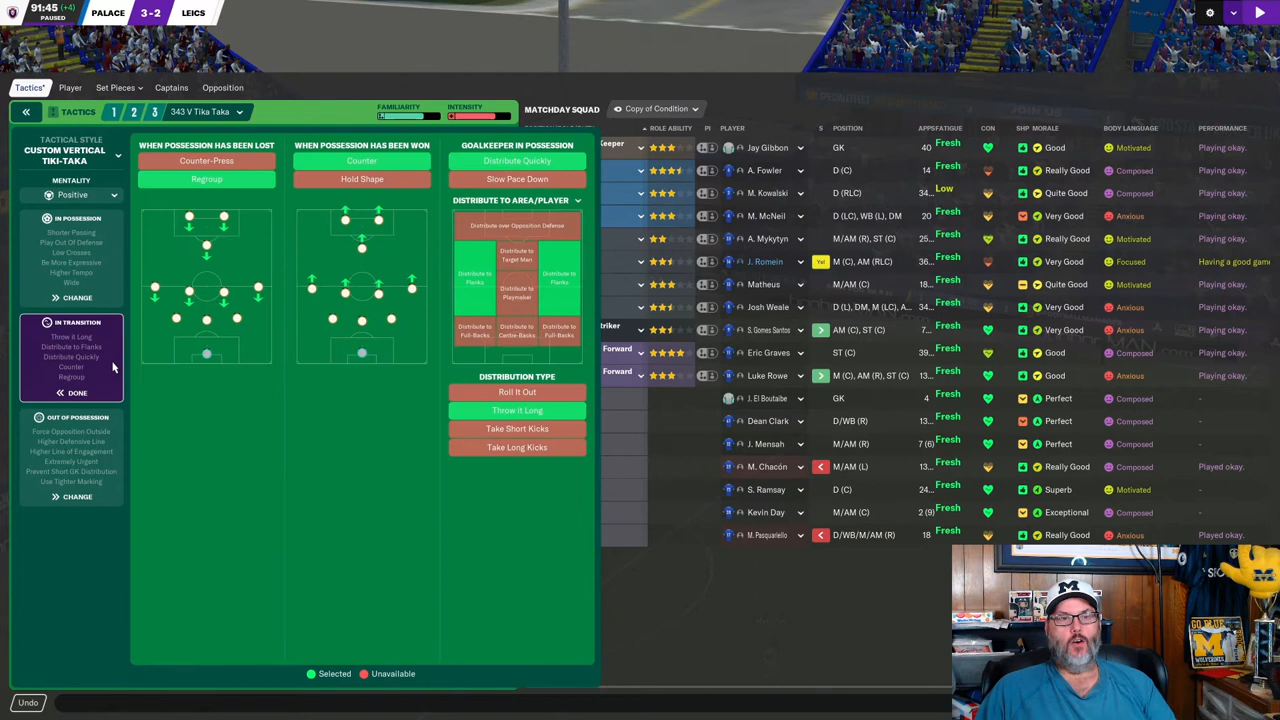 91:45 (+4)
PAUSED
PALACE 3-2 LEICS
Tactics* Player Set Pieces Captains Opposition
TACTICS 1 2 3 343 V Tika Taka
FAMILIARITY
INTENSITY
MATCHDAY SQUAD Copy of Condition
TACTICAL STYLE
CUSTOM VERTICAL
TIKI-TAKA
MENTALITY
Positive
IN POSSESSION
Shorter Passing
Play Out Of Defense
Low Crosses
Be More Expressive
Higher Tempo
Wide
CHANGE
IN TRANSITION
Throw it Long
Distribute to Flanks
Distribute Quickly
Counter
Regroup
DONE
OUT OF POSSESSION
Force Opposition Outside
Higher Defensive Line
High Line of Engagement
Extremely Urgent
Prevent Short GK Distribution
Use Tighter Marking
CHANGE
WHEN POSSESSION HAS BEEN LOST
Counter-Press
Regroup
WHEN POSSESSION HAS BEEN WON
Counter
Hold Shape
GOALKEEPER IN POSSESSION
Distribute Quickly
Slow Pace Down
DISTRIBUTE TO AREA/PLAYER
Distribute over Opposition Defense
Distribute to
Target Man
Distribute to
Flanks
Distribute to
Playmaker
Distribute to
Flanks
Distribute to
Full-Backs
Distribute to
Centre-Backs
Distribute to
Full-Backs
DISTRIBUTION TYPE
Roll It Out
Throw it Long
Take Short Kicks
Take Long Kicks
Selected Unavailable
Undo
ROLE ABILITY PI PLAYER S POSITION APPS FATIGUE CON SHP MORALE BODY LANGUAGE PERFORMANCE
Keeper Jay Gibbon GK 40 Fresh Good Motivated Playing okay.
A. Fowler D (C) 14 Fresh Really Good Composed Playing okay.
M. Kowalski D (RLC) 34... Low Quite Good Composed Playing okay.
M. McNeil D (LC), WB (L), DM 20 Fresh Very Good Anxious Playing okay.
I. Mykytyn M/AM (R), ST (C) 25... Fresh Really Good Motivated Playing okay.
J. Romein Yel M (C), AM (RLC) 36... Fresh Very Good Focused Having a good game
Matheus M/AM (C) 18... Fresh Quite Good Motivated Playing okay.
Josh Weale D (L), DM, M (LC), A... 34... Fresh Very Good Anxious Playing okay.
Striker S. Gomes Santos AM (C), ST (C) 7... Fresh Very Good Anxious Playing okay.
Forward Eric Graves ST (C) 39... Fresh Good Composed Playing okay.
Forward Luke Rowe M (C), AM (R), ST (C) 13... Fresh Good Anxious Playing okay.
J. El Boutaibe GK 4 Fresh Perfect Composed -
Dean Clark D/WB (R) 13... Fresh Perfect Composed -
J. Mensah M/AM (R) 7 (6) Fresh Perfect Composed -
M. Chacón M/AM (L) 13... Fresh Really Good Composed Played okay.
S. Ramsay D (C) 24... Fresh Superb Motivated -
Kevin Day M/AM (C) 2 (9) Fresh Exceptional Composed -
M. Pasquariello D/WB/M/AM (R) 18 Fresh Really Good Anxious Played okay.
GO BLUE
M
WOLVERINES